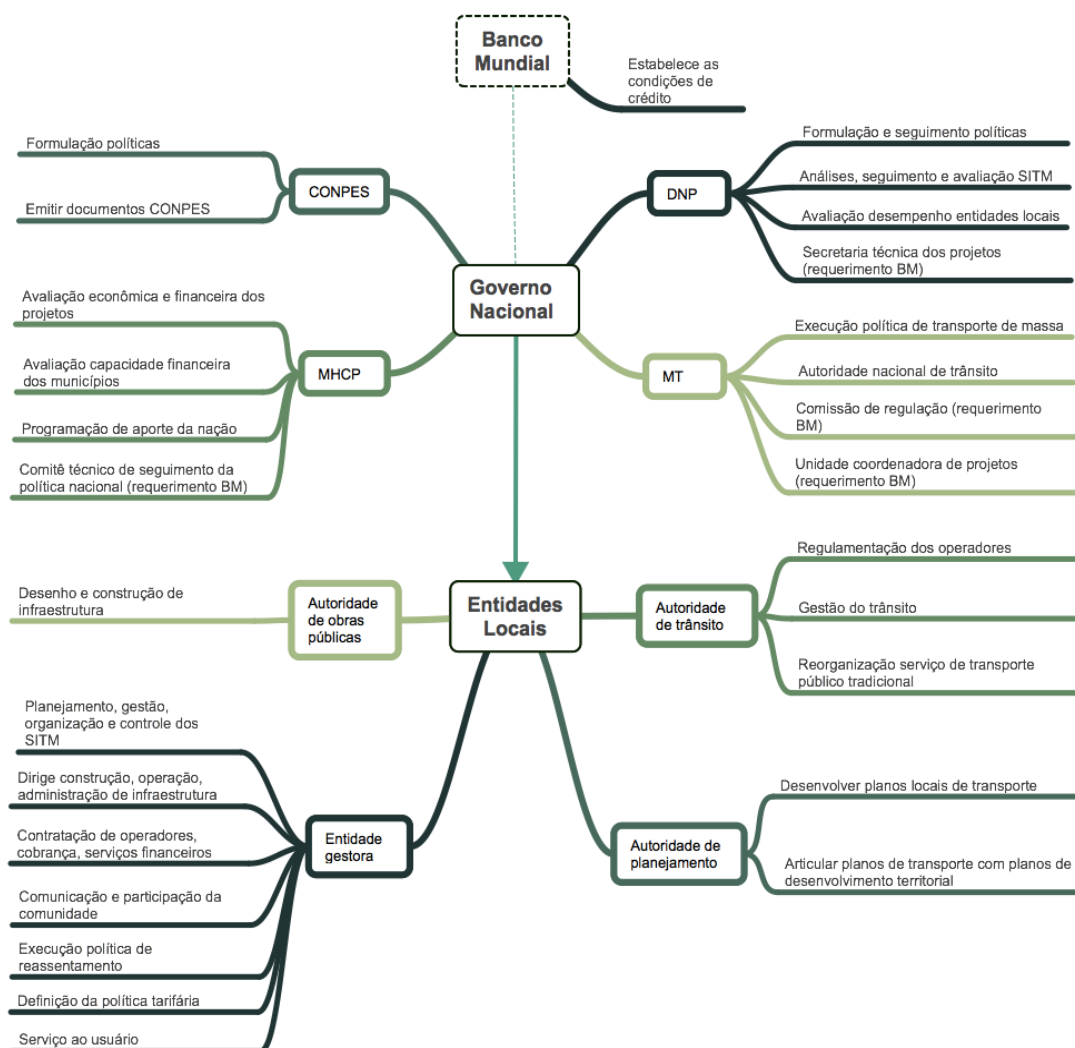 Banco
Mundial
Estabelece as
condições de
crédito
Formulação políticas
Emitir documentos CONPES
CONPES
DNP
Formulação e seguimento políticas
Análises, seguimento e avaliação SITM
Avaliação desempenho entidades locais
Secretaria técnica dos projetos
(requerimento BM)
Governo
Nacional
Avaliação econômica e financeira dos
projetos
Avaliação capacidade financeira
dos municípios
Programação de aporte da nação
Comitê técnico de seguimento da
política nacional (requerimento BM)
MHCP
MT
Execução política de transporte de massa
Autoridade nacional de trânsito
Comissão de regulação (requerimento
BM)
Unidade coordenadora de projetos
(requerimento BM)
Desenho e construção de
infraestrutura
Autoridade
de obras
públicas
Entidades
Locais
Autoridade
de trânsito
Regulamentação dos operadores
Gestão do trânsito
Reorganização serviço de transporte
público tradicional
Planejamento, gestão,
organização e controle dos
SITM
Dirige construção, operação,
administração de infraestrutura
Contratação de operadores,
cobrança, serviços financeiros
Comunicação e participação da
comunidade
Execução política de
reassentamento
Definição da política tarifária
Serviço ao usuário
Entidade
gestora
Autoridade de
planejamento
Desenvolver planos locais de transporte
Articular planos de transporte com planos de
desenvolvimento territorial